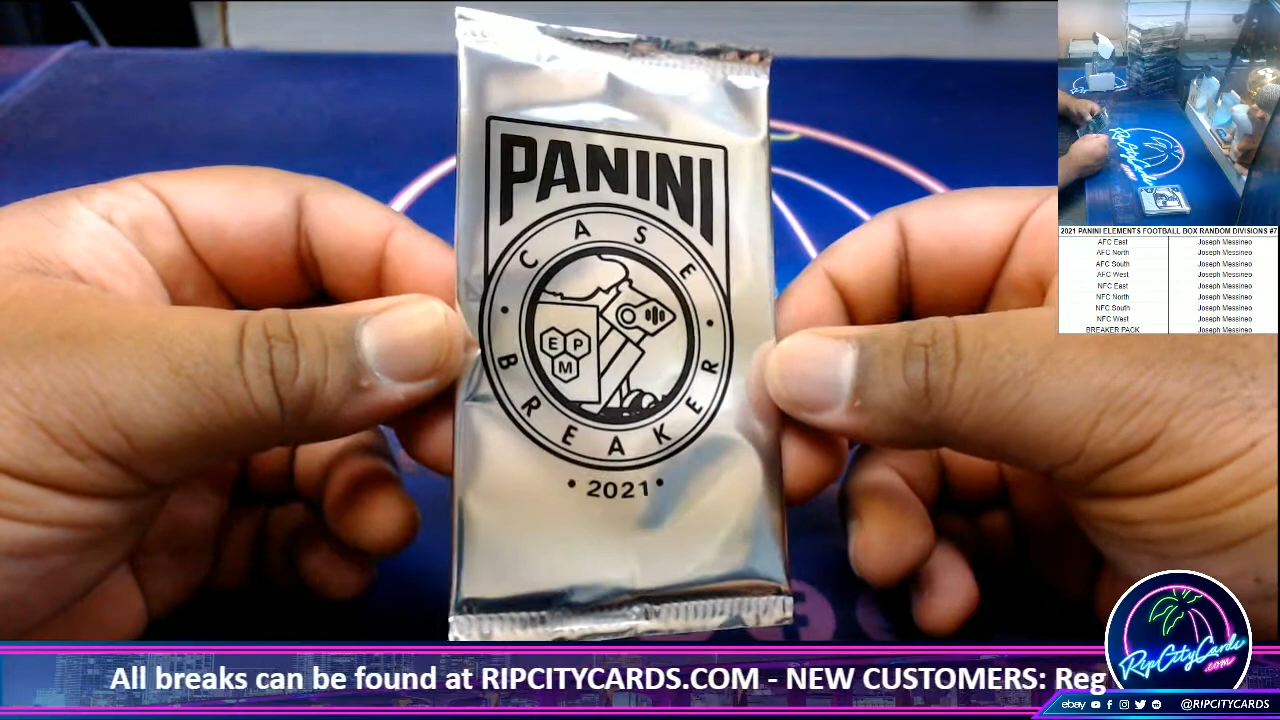 PANINI
CASE BREAKER
E P
M
• 2021 •
2021 PANINI ELEMENTS FOOTBALL BOX RANDOM DIVISIONS #7
AFC East Joseph Messineo
AFC North Joseph Messineo
AFC South Joseph Messineo
AFC West Joseph Messineo
NFC East Joseph Messineo
NFC North Joseph Messineo
NFC South Joseph Messineo
NFC West Joseph Messineo
BREAKER PACK Joseph Messineo
RipCityCards
.com
All breaks can be found at RIPCITYCARDS.COM - NEW CUSTOMERS: Reg
RipCityCards
.com
ebay @RIPCITYCARDS